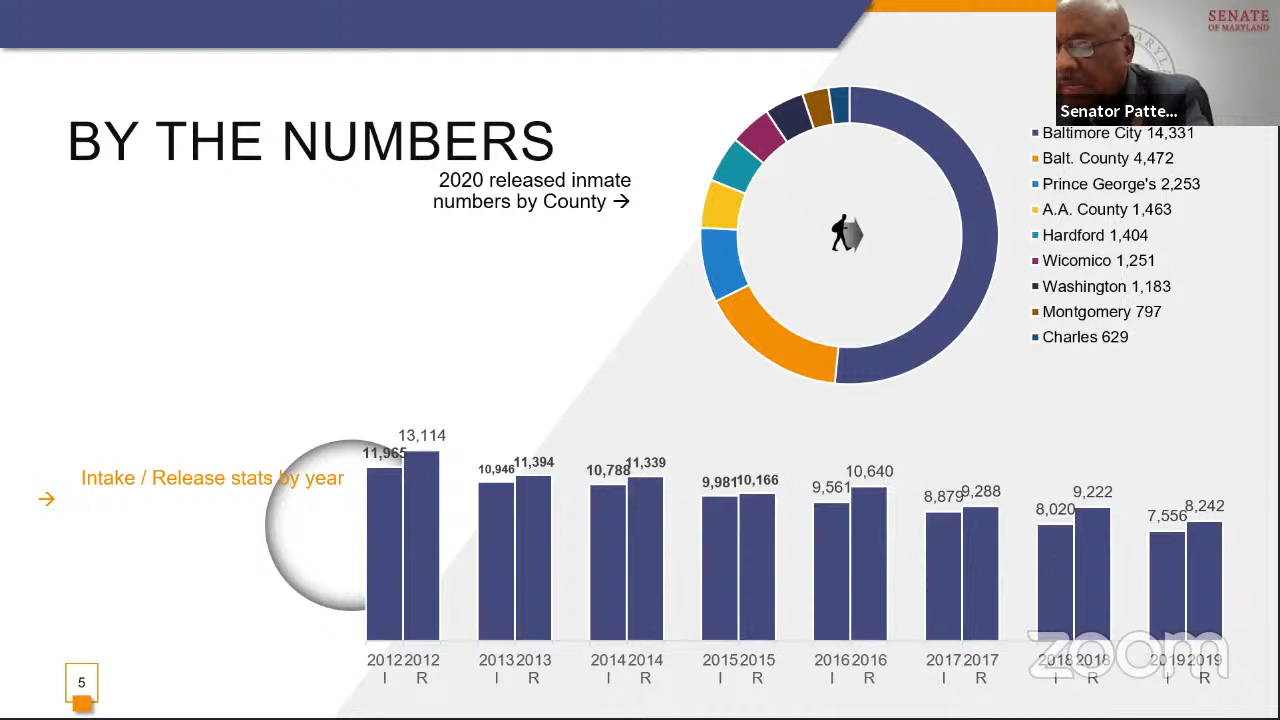 SENATE
OF MARYLAND
Senator Patte...
BY THE NUMBERS
2020 released inmate
numbers by County →
Baltimore City 14,331
Balt. County 4,472
Prince George's 2,253
A.A. County 1,463
Hardford 1,404
Wicomico 1,251
Washington 1,183
Montgomery 797
Charles 629
Intake / Release stats by year
→
11,965 13,114 10,946 11,394 10,788 11,339 9,981 10,166 9,561 10,640 8,879 9,288 8,020 9,222 7,556 8,242
2012 2012 2013 2013 2014 2014 2015 2015 2016 2016 2017 2017 2018 2018 2019 2019
I R I R I R I R I R I R I R I R
zoom
5